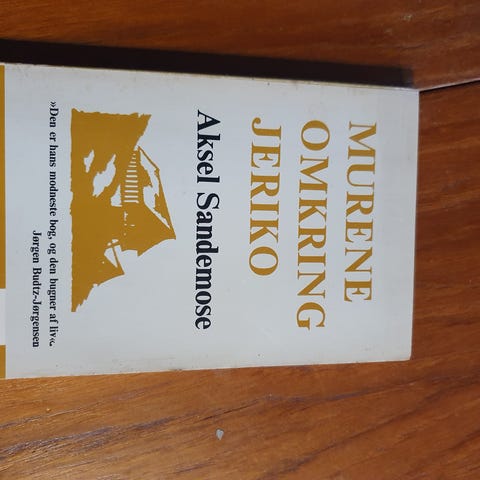 MURENE
OMKRING
JERIKO
Aksel Sandemose
»Den er hans modneste bog, og den bugner af liv«.
Jørgen Budtz-Jørgensen